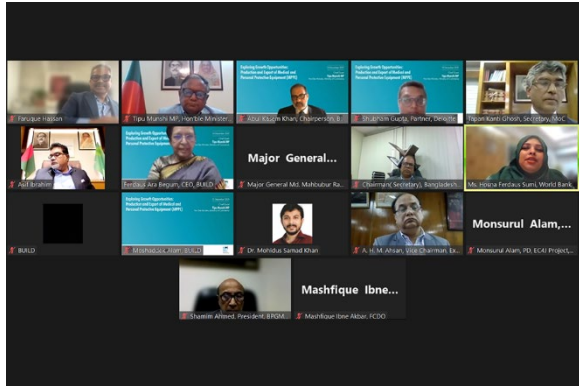 Exploring Growth Opportunities:
Production and Export of Medical and
Personal Protective Equipment (MPPE)
Exploring Growth Opportunities:
Production and Export of Medical and
Personal Protective Equipment (MPPE)
Exploring Growth Opportunities:
Production and Export of Medical and
Personal Protective Equipment (MPPE)
Faruque Hassan
Tipu Munshi MP, Hon'ble Minister...
Abul Kasem Khan, Chairperson, B...
Shubham Gupta, Partner, Deloitte
Tapan Kanti Ghosh, Secretary, MoC
Major General...
Asif Ibrahim
Ferdaus Ara Begum, CEO, BUILD
Major General Md. Mahbubur Ra...
Chairman( Secretary), Bangladesh...
Ms. Hosna Ferdaus Sumi, World Bank
Exploring Growth Opportunities:
Production and Export of Medical and
Personal Protective Equipment (MPPE)
Monsurul Alam,...
BUILD
BUILD
Dr. Mohidus Samad Khan
A. H. M. Ahsan, Vice Chairman, Ex...
Monsurul Alam, PD, EC4J Project,...
Mashfique Ibne...
Shamim Ahmed, President, BPGM...
Mashfique Ibne Akbar, FCDO